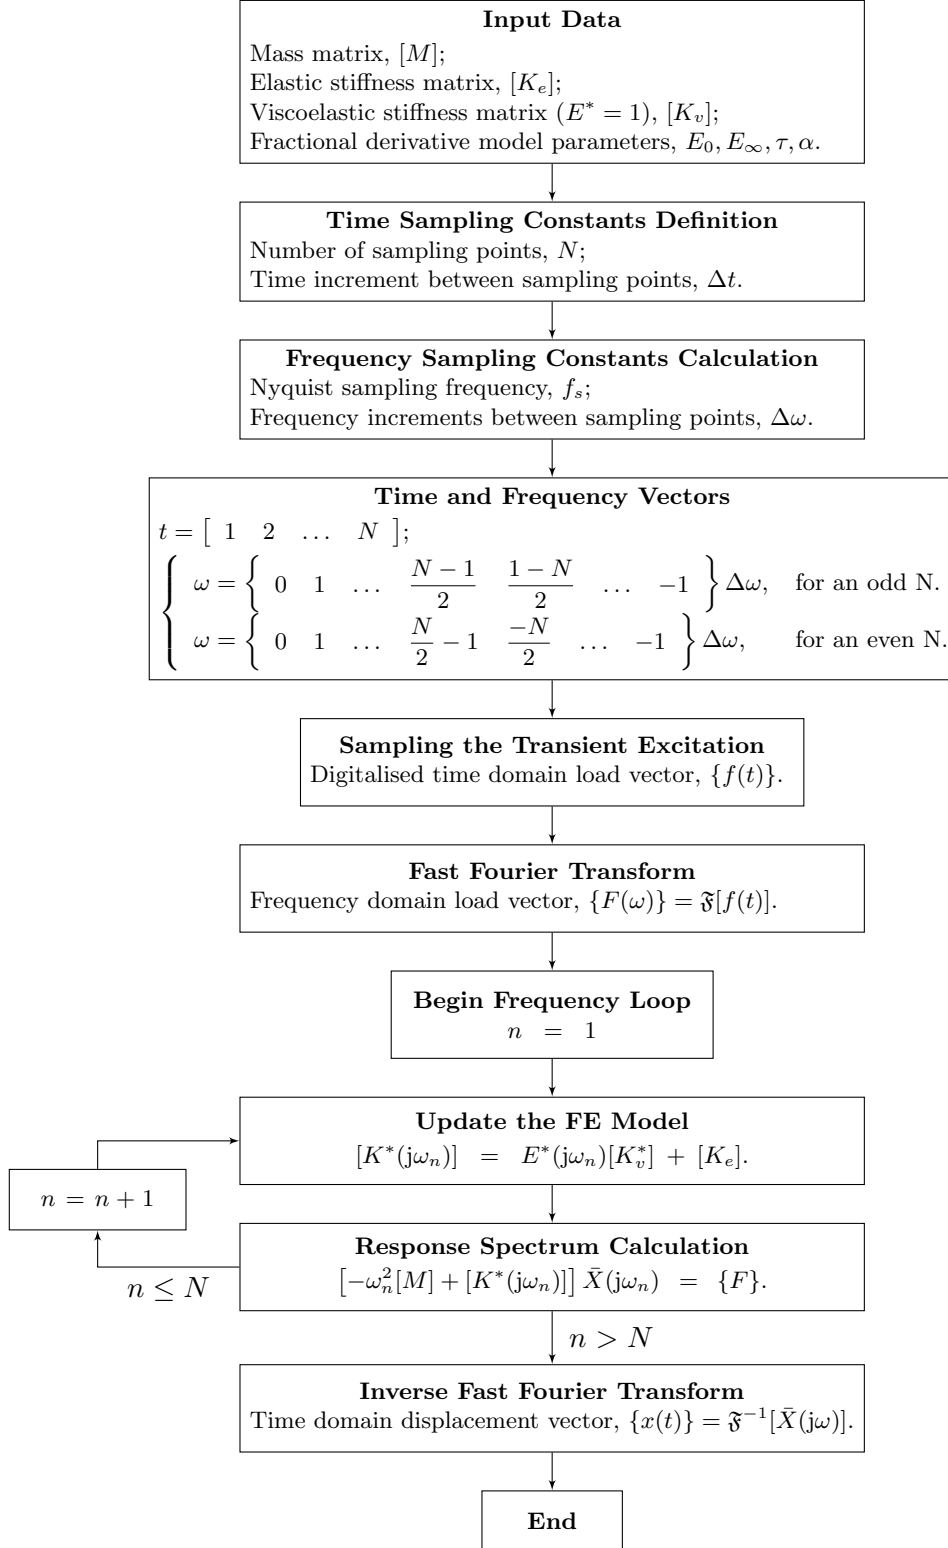 Input Data
Mass matrix, [M];
Elastic stiffness matrix, [K_e];
Viscoelastic stiffness matrix (E^* = 1), [K_v];
Fractional derivative model parameters, E_0, E_∞, τ, α.
Time Sampling Constants Definition
Number of sampling points, N;
Time increment between sampling points, Δt.
Frequency Sampling Constants Calculation
Nyquist sampling frequency, f_s;
Frequency increments between sampling points, Δω.
Time and Frequency Vectors
t = [ 1 2 … N ];
ω = { 0 1 … (N − 1)/2 (1 − N)/2 … −1 } Δω, for an odd N.
ω = { 0 1 … N/2 − 1 −N/2 … −1 } Δω, for an even N.
Sampling the Transient Excitation
Digitalised time domain load vector, {f(t)}.
Fast Fourier Transform
Frequency domain load vector, {F(ω)} = 𝔉[f(t)].
Begin Frequency Loop
n = 1
Update the FE Model
[K^*(jω_n)] = E^*(jω_n)[K_v^*] + [K_e].
n = n + 1
Response Spectrum Calculation
[−ω_n^2[M] + [K^*(jω_n)]] X̄(jω_n) = {F}.
n ≤ N
n > N
Inverse Fast Fourier Transform
Time domain displacement vector, {x(t)} = 𝔉^{−1}[X̄(jω)].
End